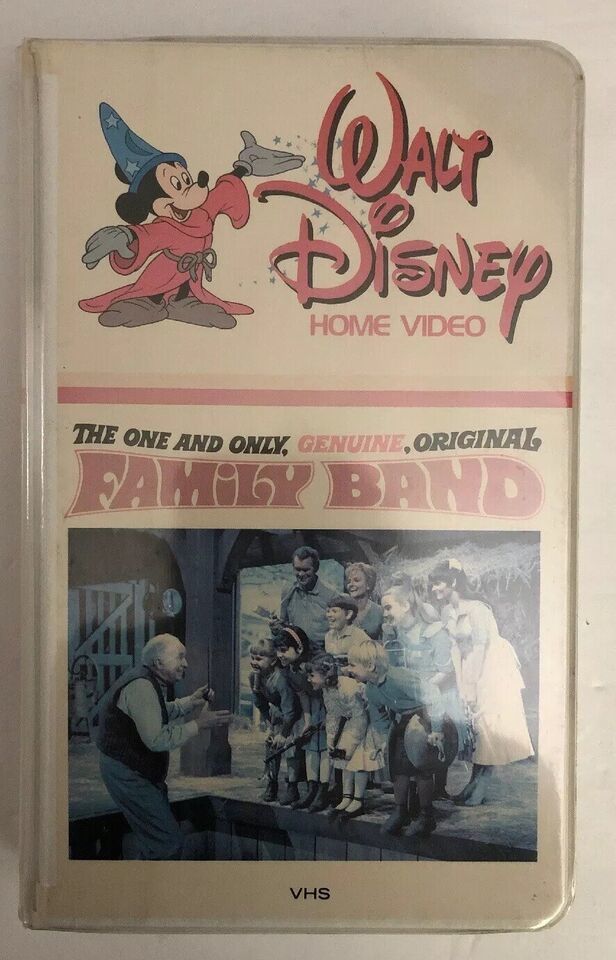 WALT
DISNEY
HOME VIDEO
THE ONE AND ONLY, GENUINE, ORIGINAL
FAMiLY BAND
VHS